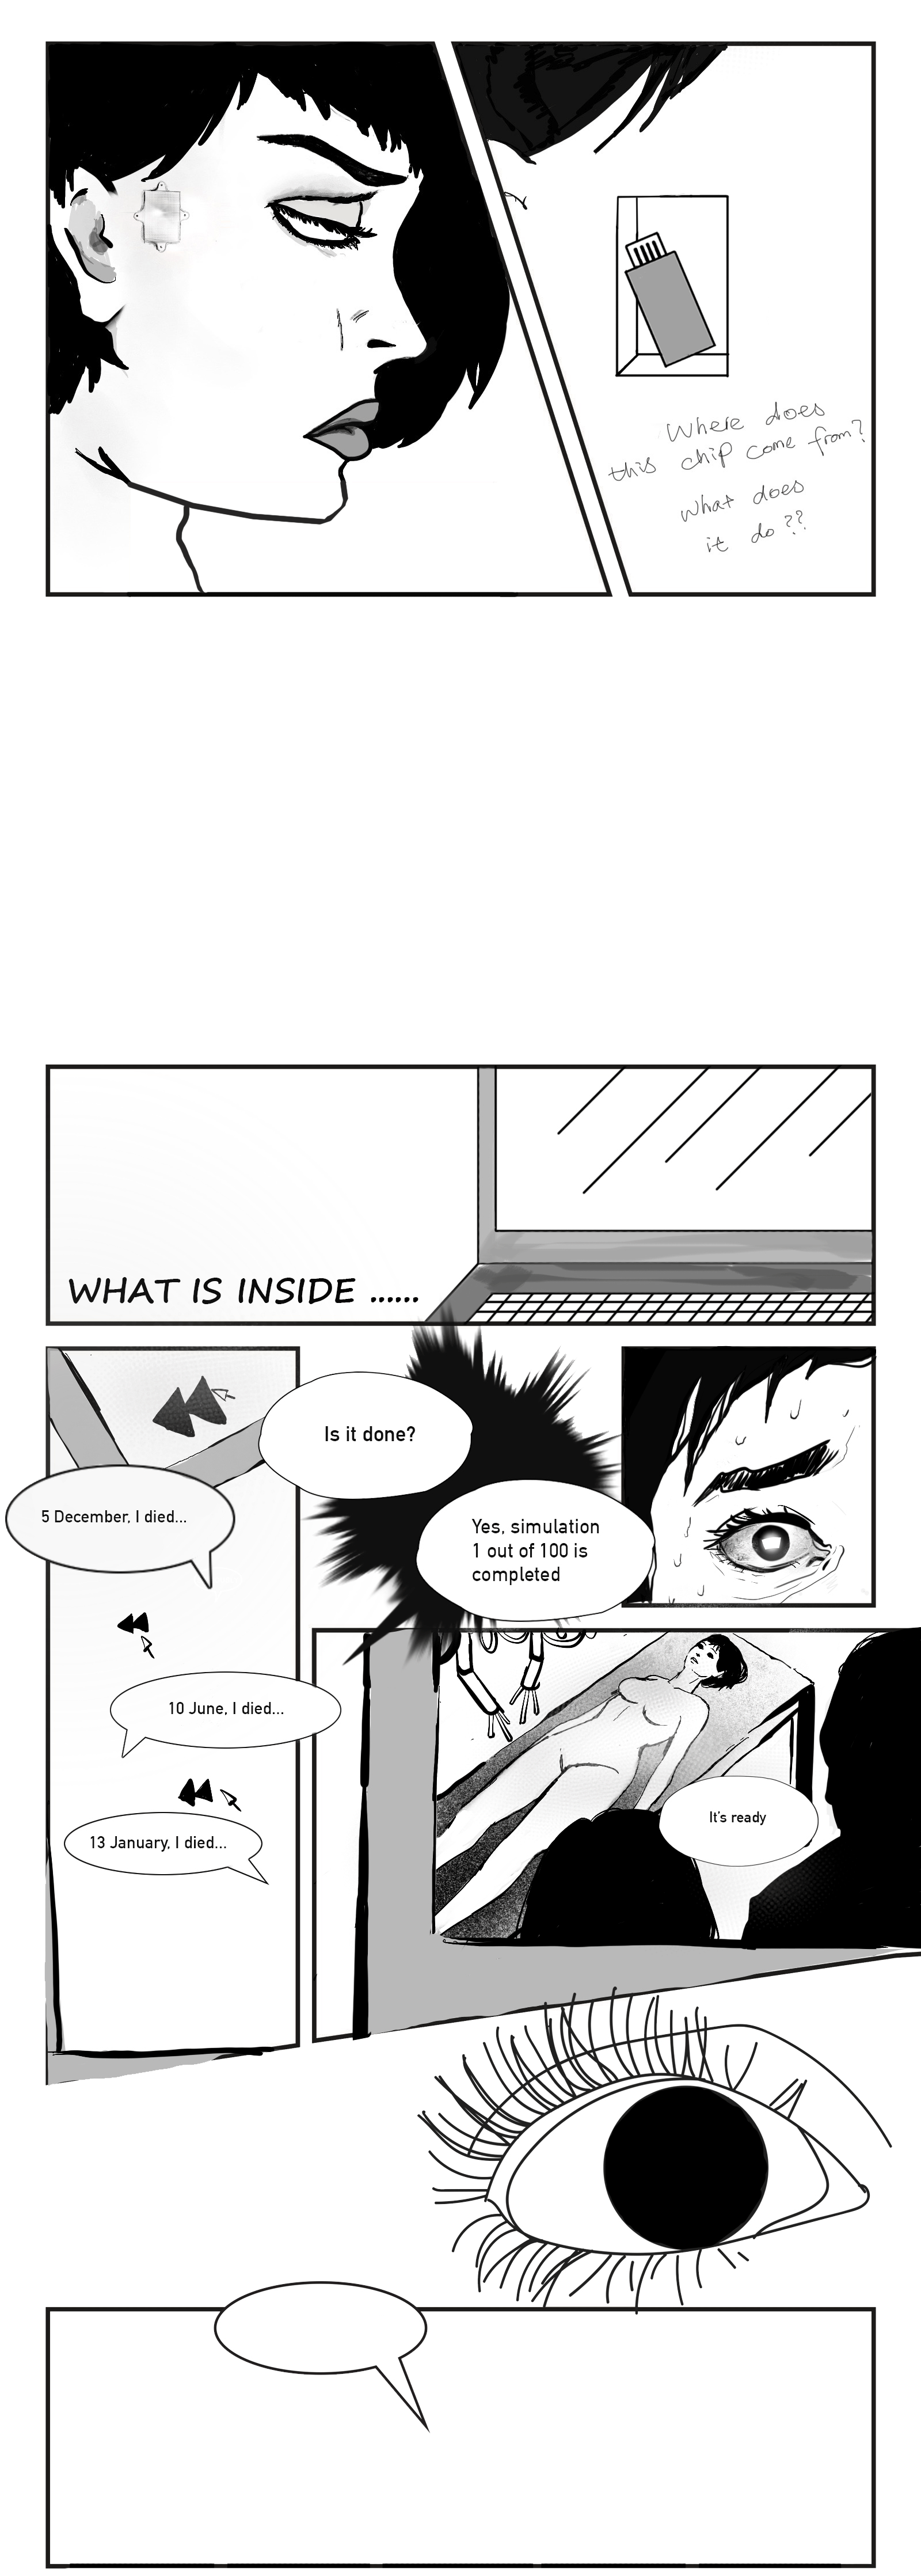 Where does
this chip come from?
What does
it do??
WHAT IS INSIDE ......
Is it done?
5 December, I died...
Yes, simulation
1 out of 100 is
completed
10 June, I died...
It's ready
13 January, I died...